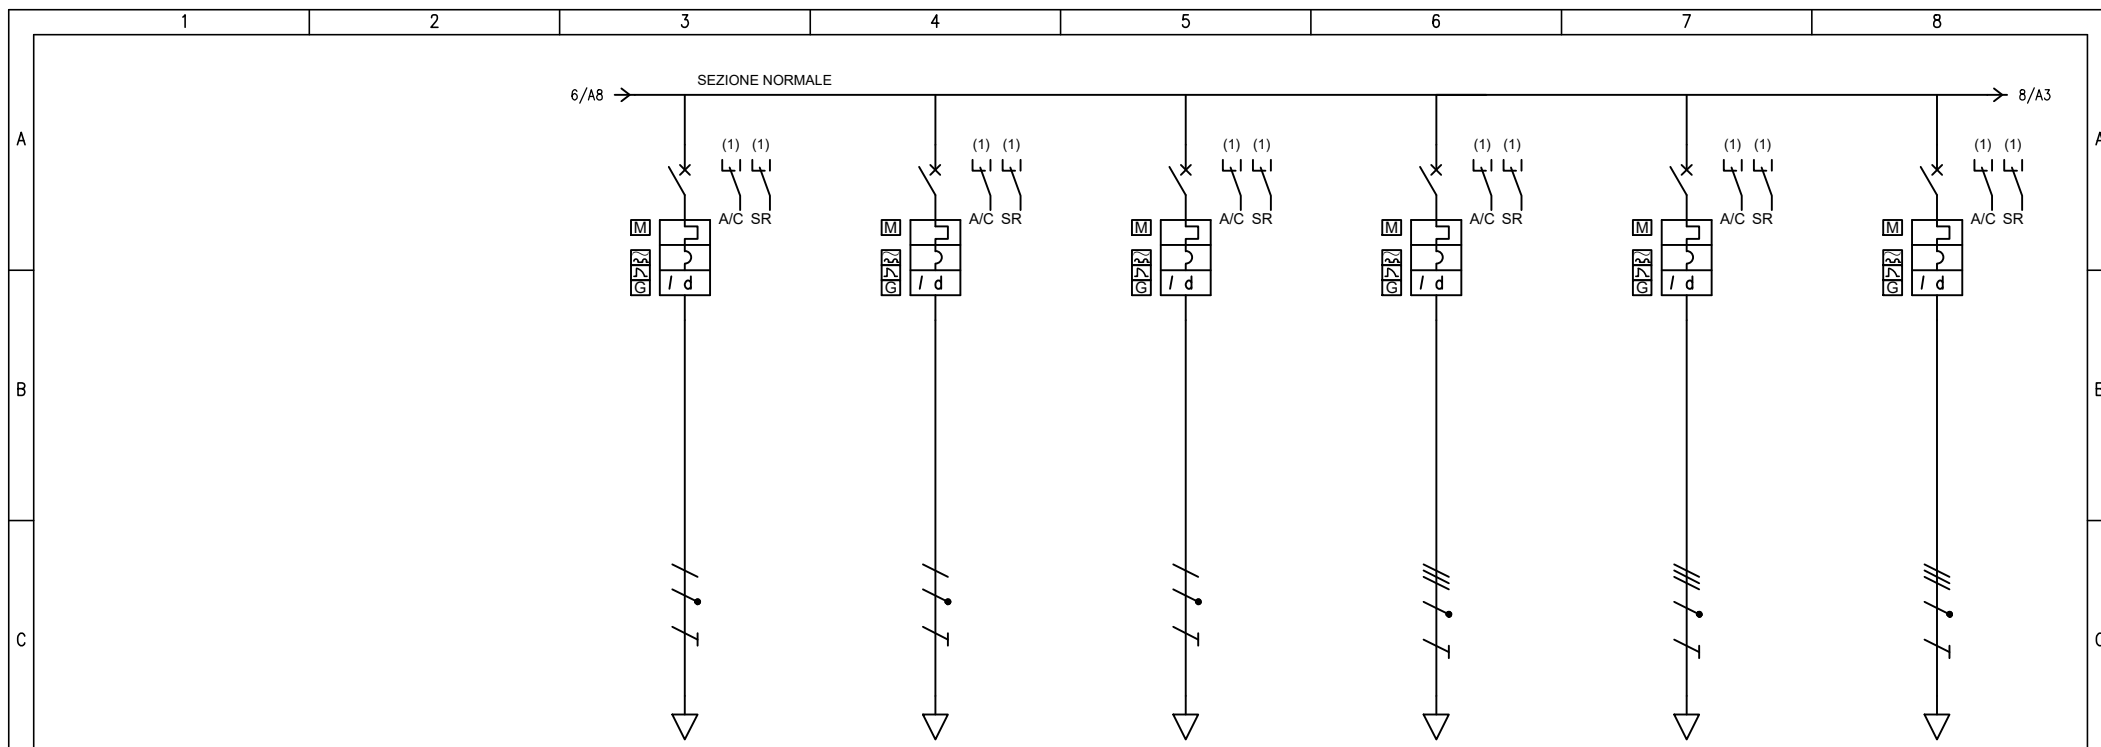 1 2 3 4 5 6 7 8
SEZIONE NORMALE
6/A8 8/A3
A A
(1) (1) (1) (1) (1) (1) (1) (1) (1) (1) (1) (1)
A/C SR A/C SR A/C SR A/C SR A/C SR A/C SR
M M M M M M
G I d G I d G I d G I d G I d G I d
B B
C C